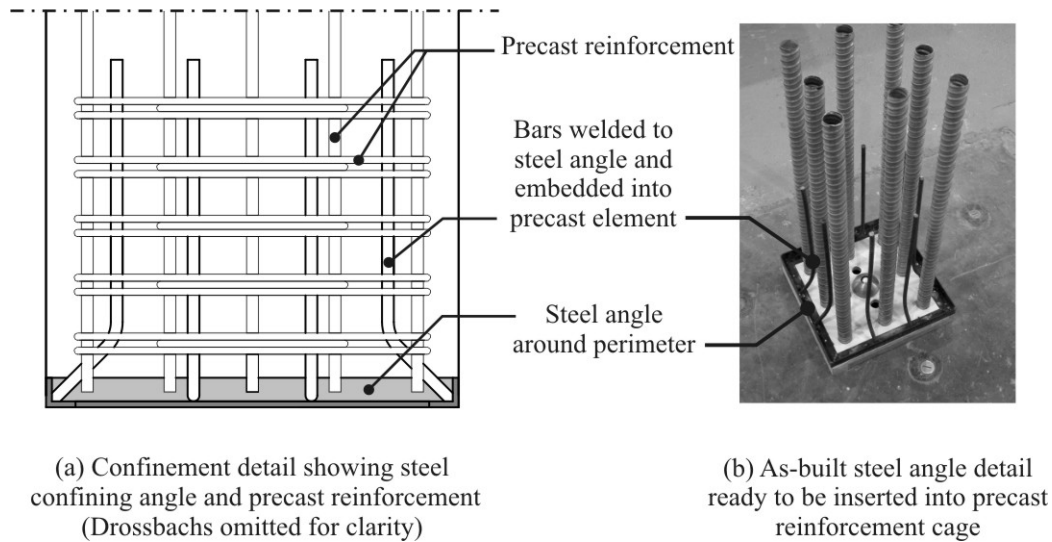 Precast reinforcement
Bars welded to
steel angle and
embedded into
precast element
Steel angle
around perimeter
(a) Confinement detail showing steel
confining angle and precast reinforcement
(Drossbachs omitted for clarity)
(b) As-built steel angle detail
ready to be inserted into precast
reinforcement cage